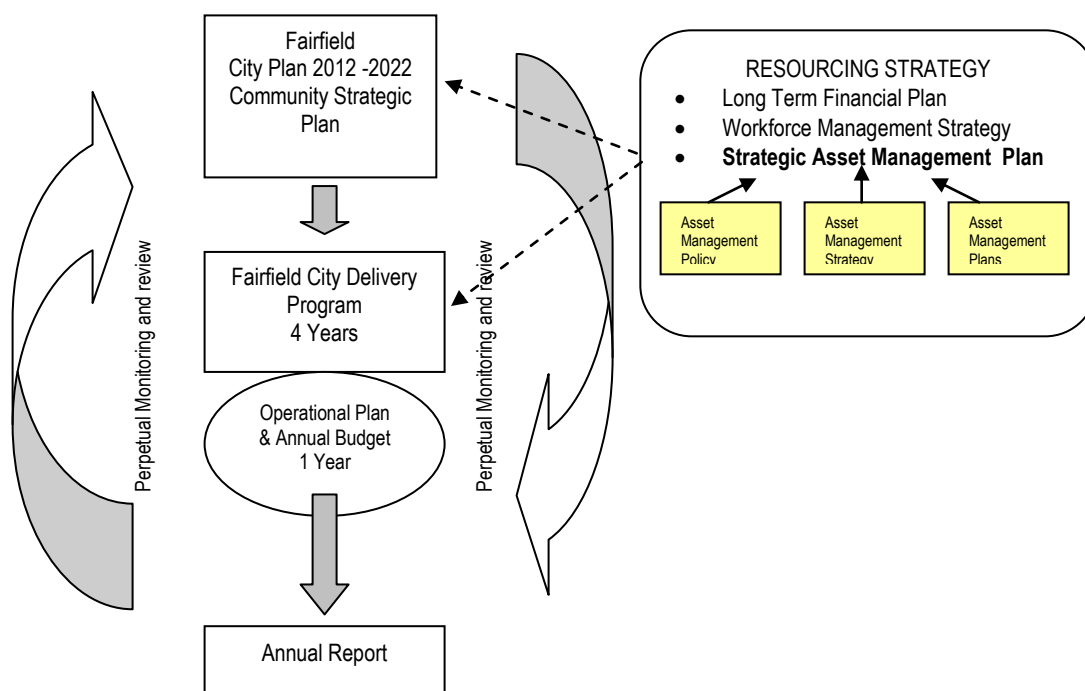 Fairfield
City Plan 2012 -2022
Community Strategic
Plan
RESOURCING STRATEGY
• Long Term Financial Plan
• Workforce Management Strategy
• Strategic Asset Management Plan
Asset
Management
Policy
Asset
Management
Strategy
Asset
Management
Plans
Perpetual Monitoring and review
Fairfield City Delivery
Program
4 Years
Perpetual Monitoring and review
Operational Plan
& Annual Budget
1 Year
Annual Report